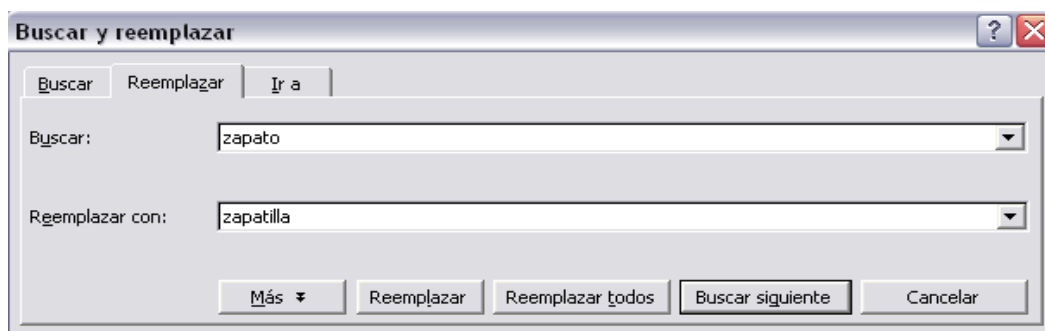 Buscar y reemplazar
Buscar Reemplazar Ir a
Buscar: zapato
Reemplazar con: zapatilla
Más Reemplazar Reemplazar todos Buscar siguiente Cancelar